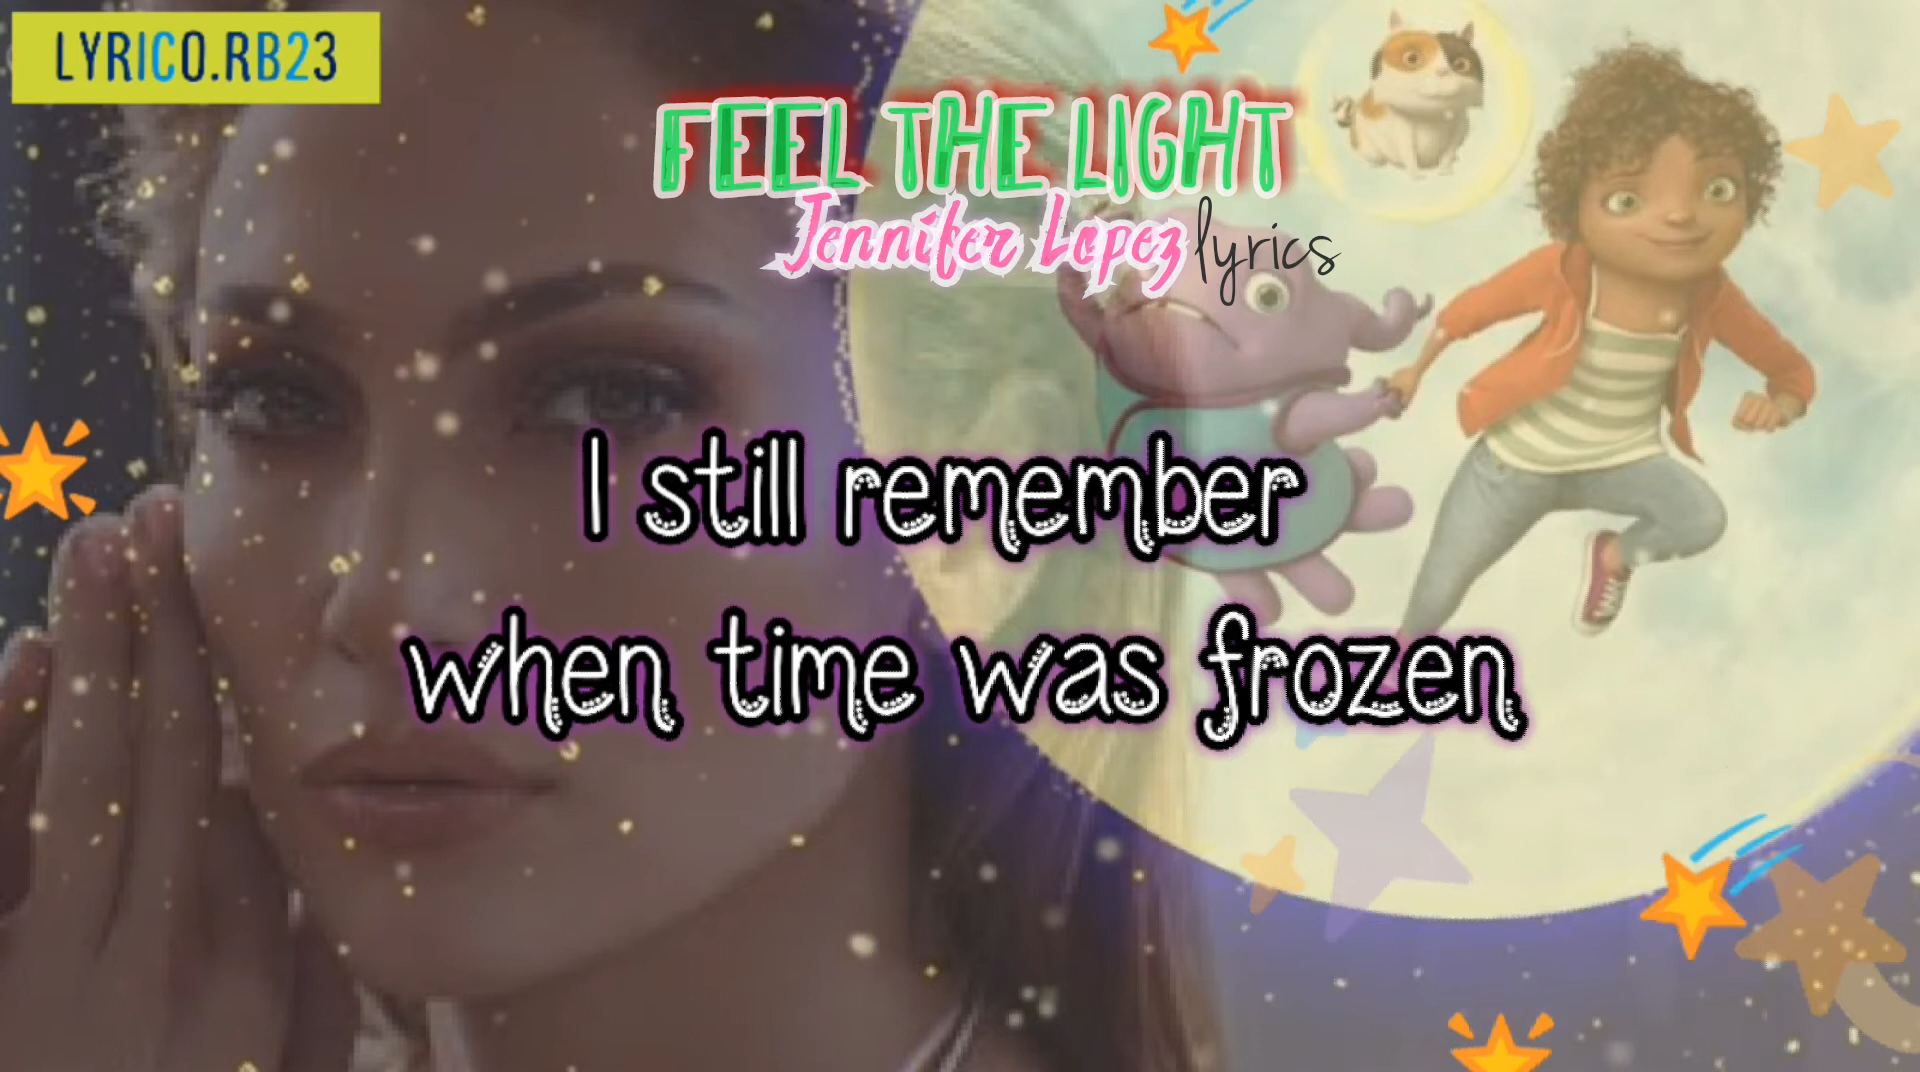 LYRICO.RB23
FEEL THE LIGHT
Jennifer Lopez lyrics
I still remember
when time was frozen